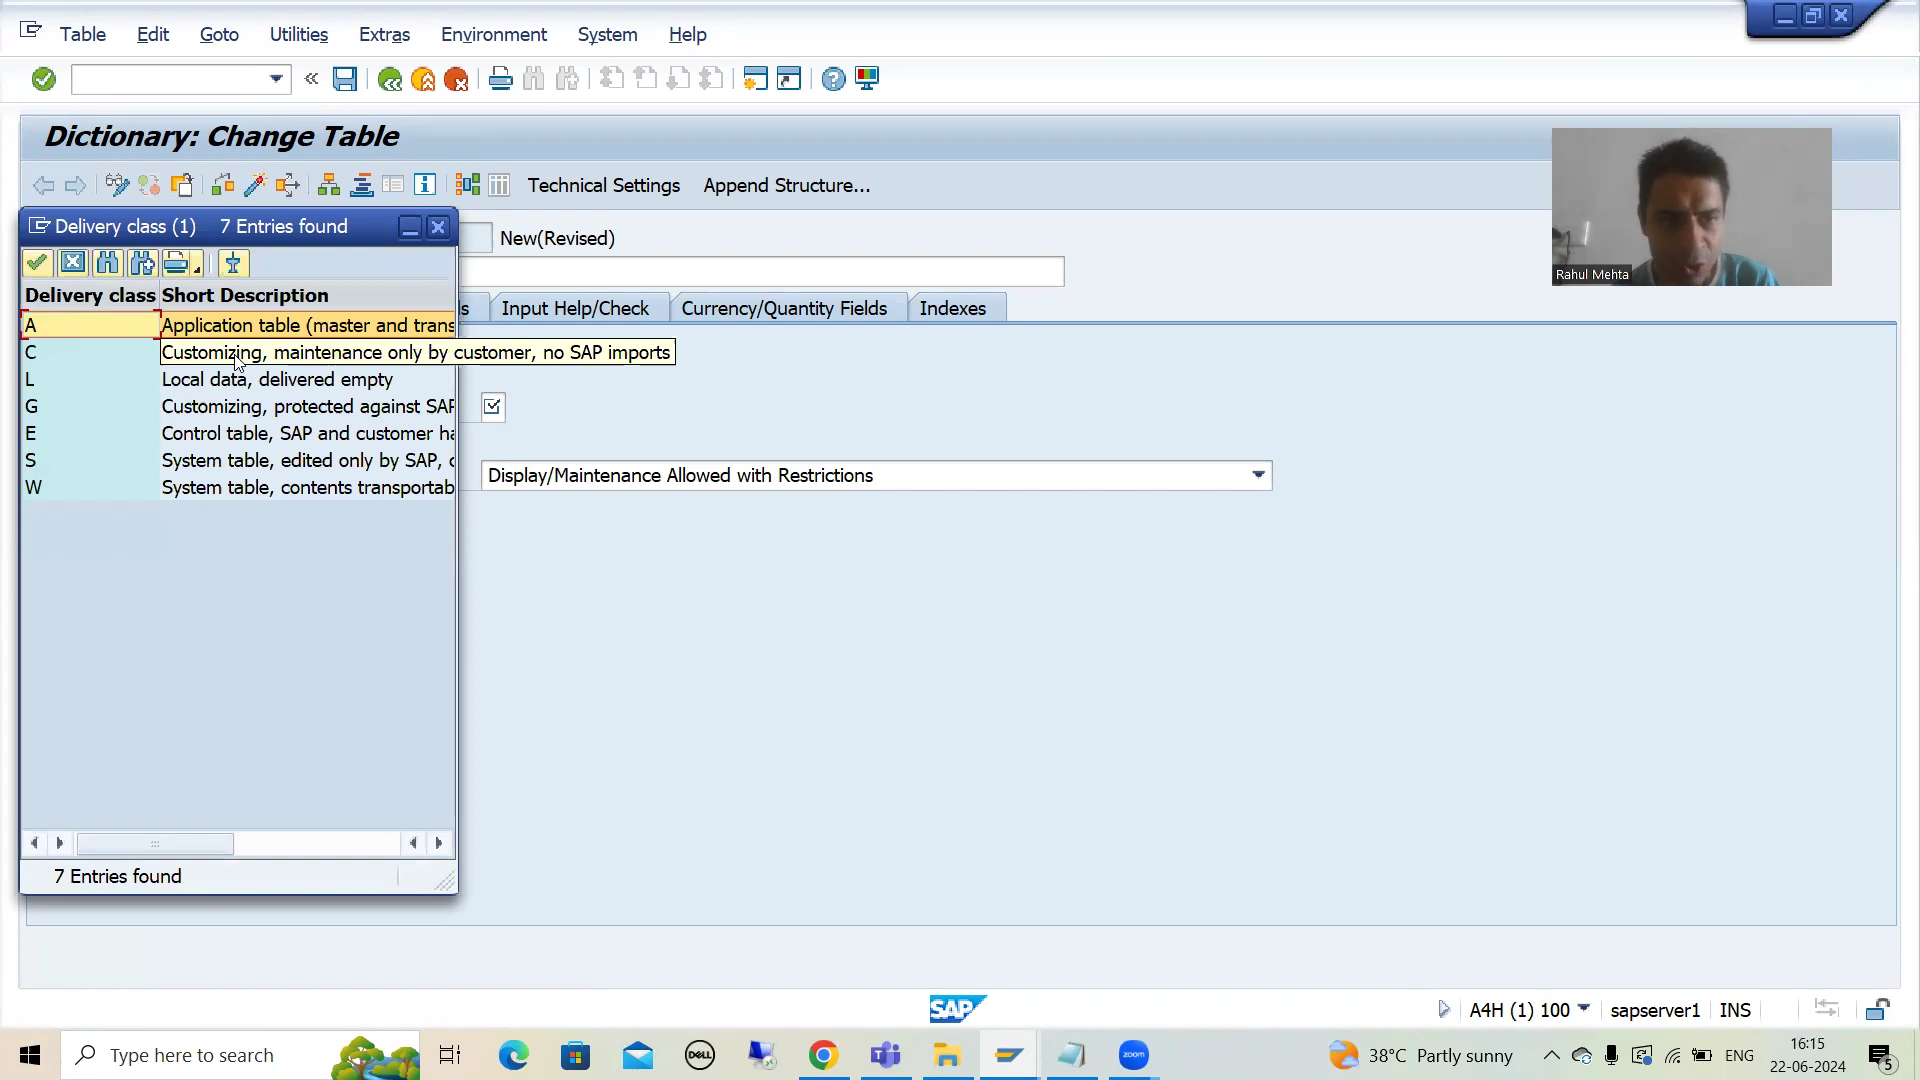 Table Edit Goto Utilities Extras Environment System Help
Dictionary: Change Table
Technical Settings Append Structure...
Rahul Mehta
Delivery class (1) 7 Entries found
New(Revised)
Delivery class Short Description
s Input Help/Check Currency/Quantity Fields Indexes
A Application table (master and trans
C Customizing, maintenance only by customer, no SAP imports
L Local data, delivered empty
G Customizing, protected against SAP
E Control table, SAP and customer ha
S System table, edited only by SAP, c
W System table, contents transportab
Display/Maintenance Allowed with Restrictions
7 Entries found
SAP
A4H (1) 100 sapserver1 INS
Type here to search
DELL
zoom
38°C Partly sunny
ENG
16:15
22-06-2024
5